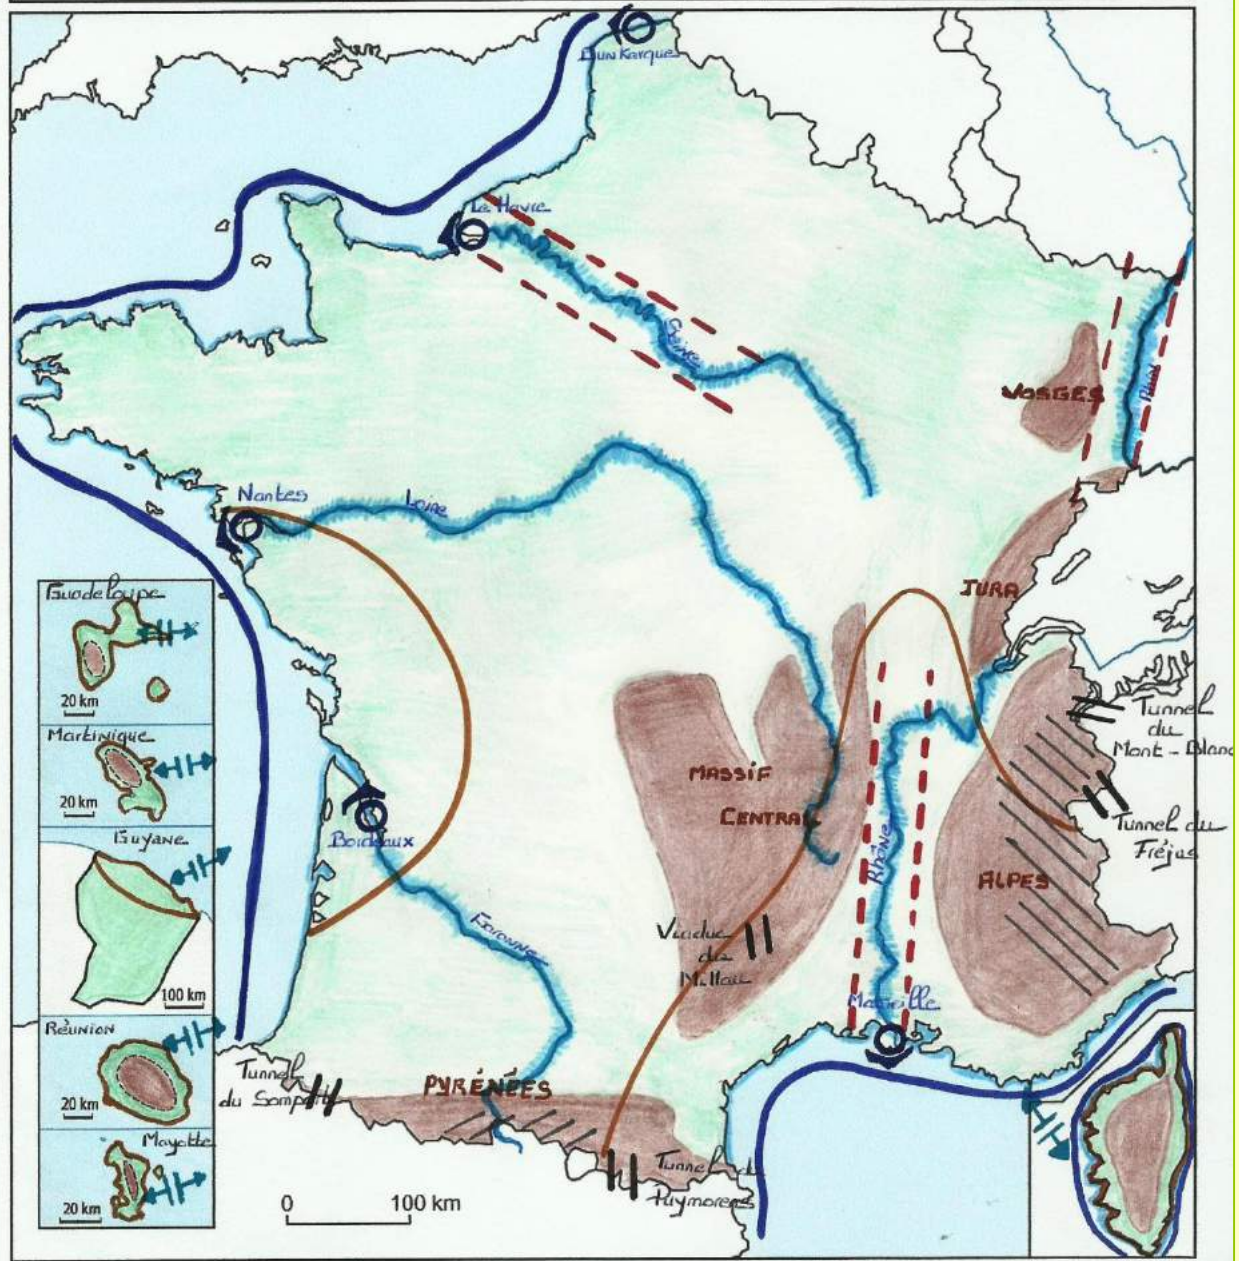 Dunkerque
Le Havre
Seine
VOSGES
Rhin
Nantes
Loire
JURA
Guadeloupe
20 km
Martinique
20 km
Guyane
100 km
Réunion
20 km
Mayotte
20 km
MASSIF
CENTRAL
Bordeaux
Garonne
Viaduc
de
Millau
Rhône
ALPES
Tunnel
du
Mont-Blanc
Tunnel du
Fréjus
Marseille
Tunnel
du Somport
PYRÉNÉES
Tunnel du
Puymorens
0 100 km